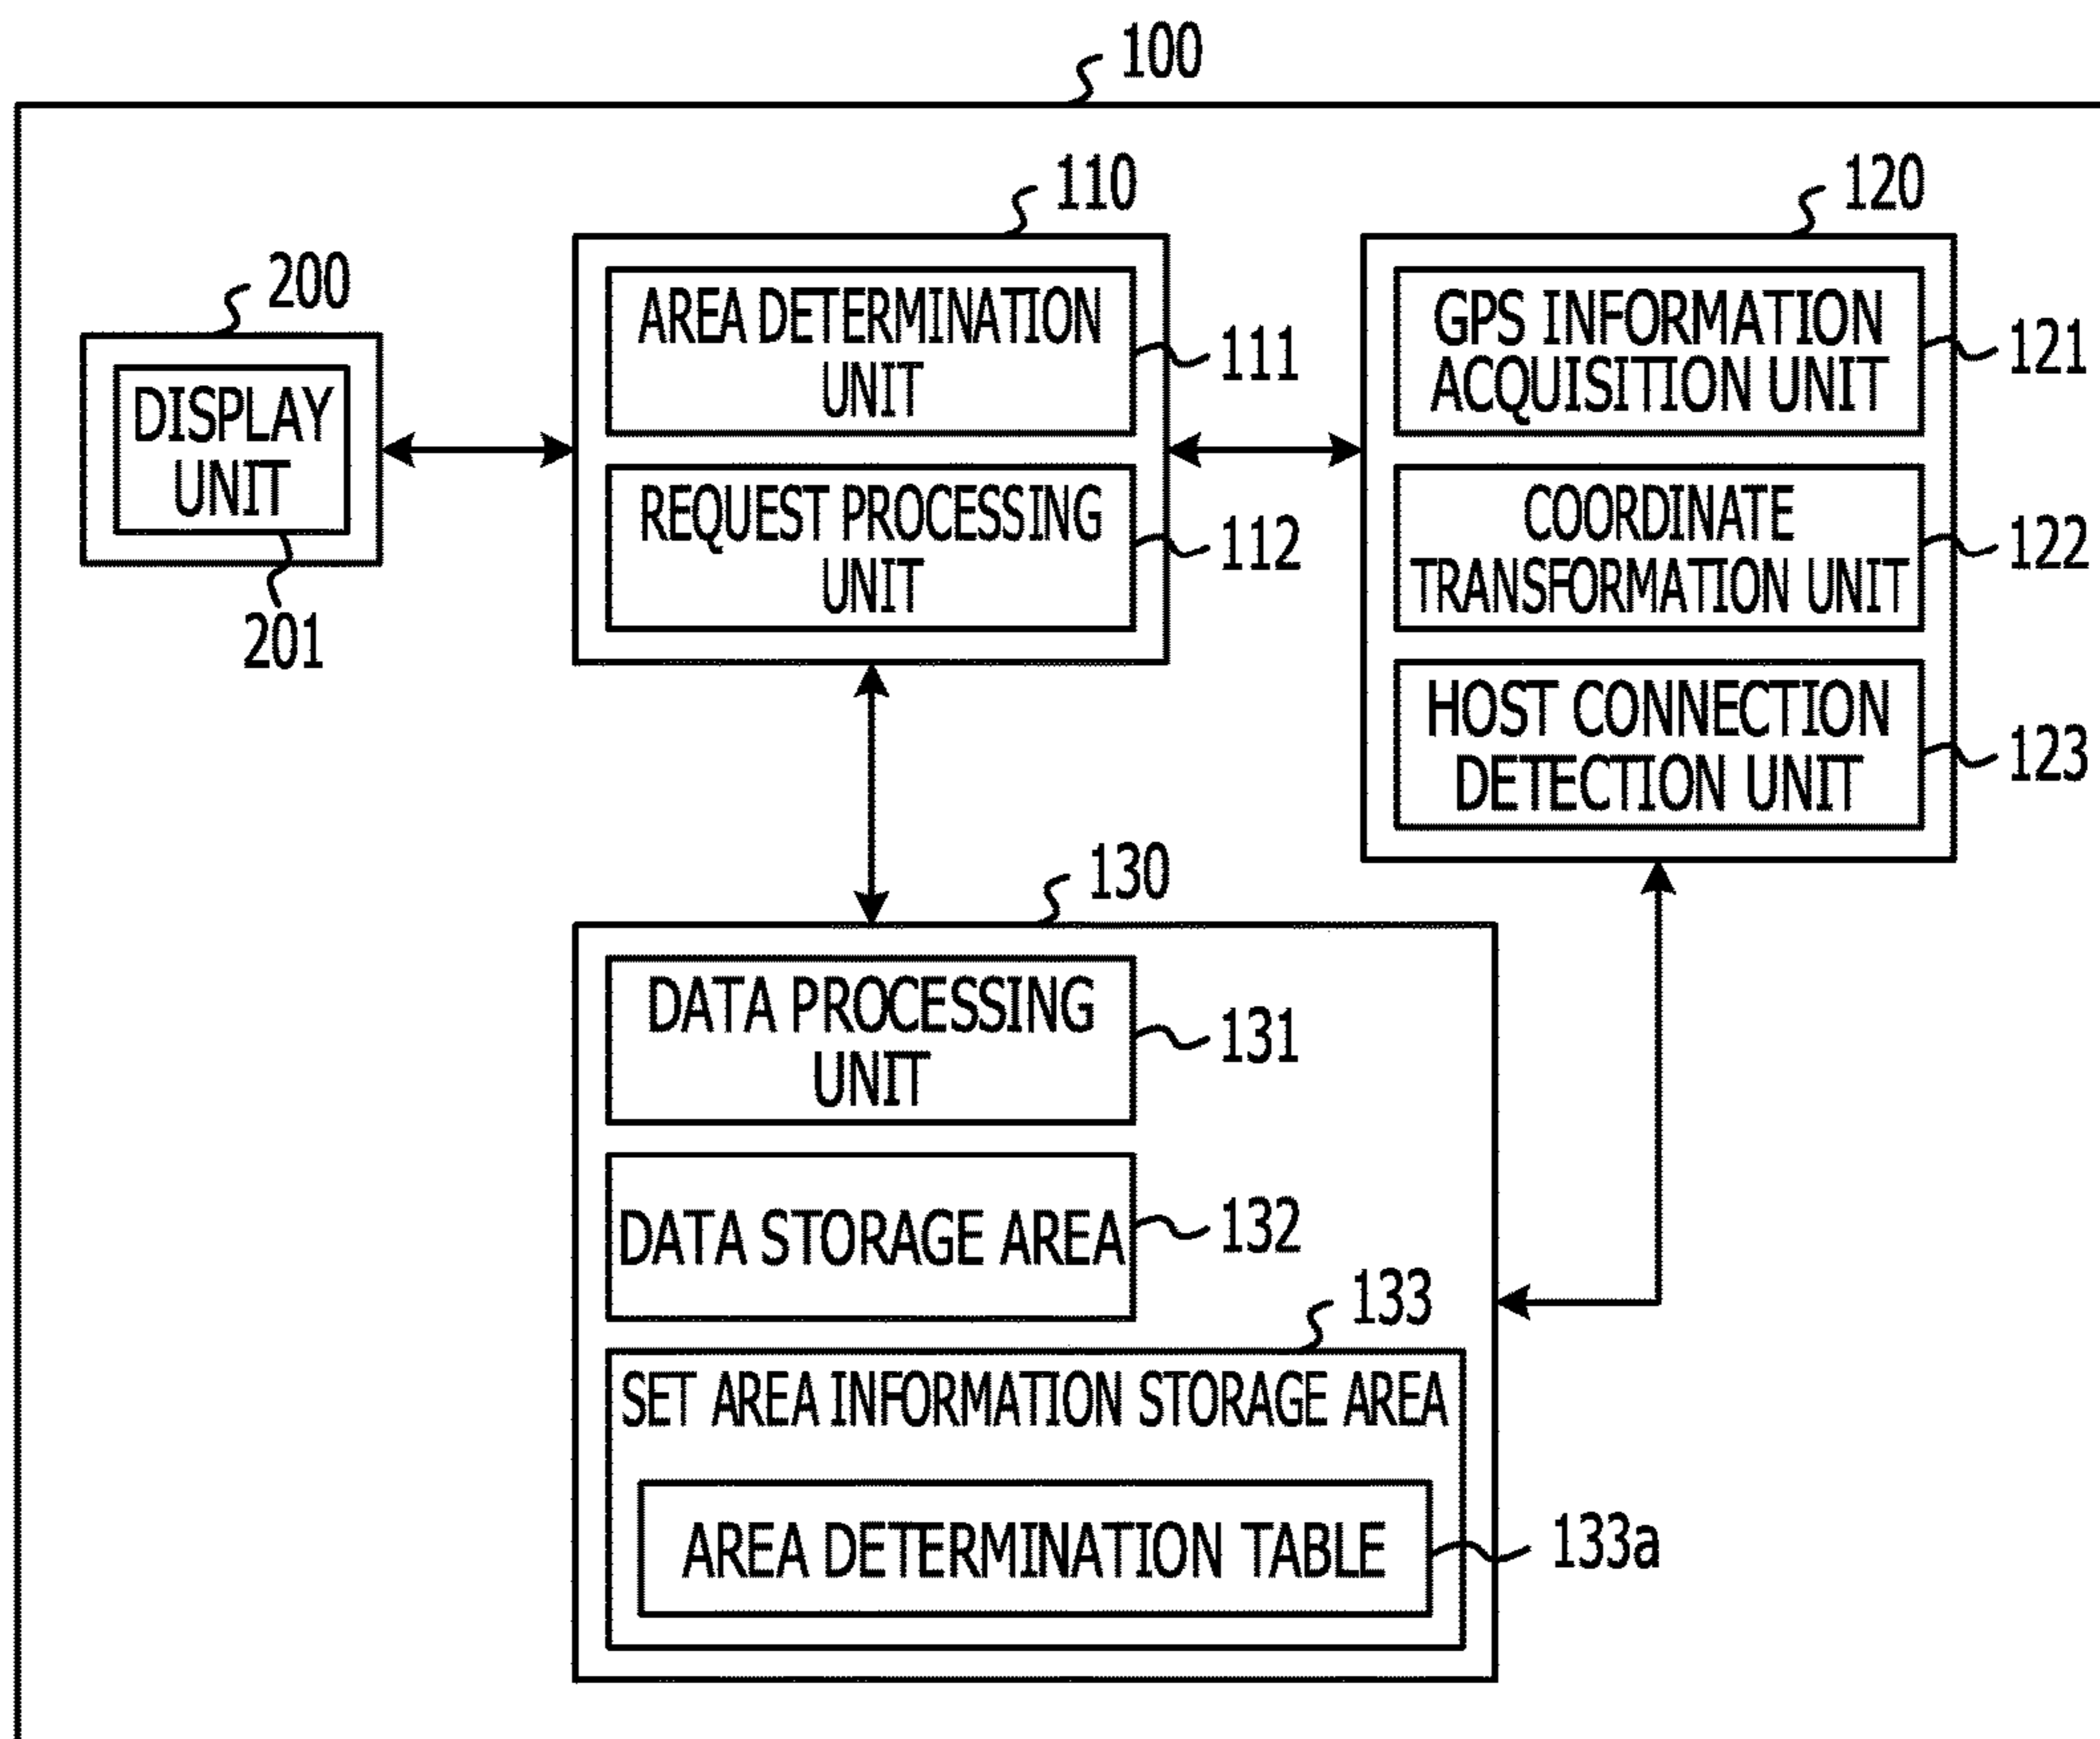 100
110
120
200
AREA DETERMINATION
UNIT
111
GPS INFORMATION
ACQUISITION UNIT
121
DISPLAY
UNIT
201
REQUEST PROCESSING
UNIT
112
COORDINATE
TRANSFORMATION UNIT
122
HOST CONNECTION
DETECTION UNIT
123
130
DATA PROCESSING
UNIT
131
DATA STORAGE AREA
132
133
SET AREA INFORMATION STORAGE AREA
AREA DETERMINATION TABLE
133a